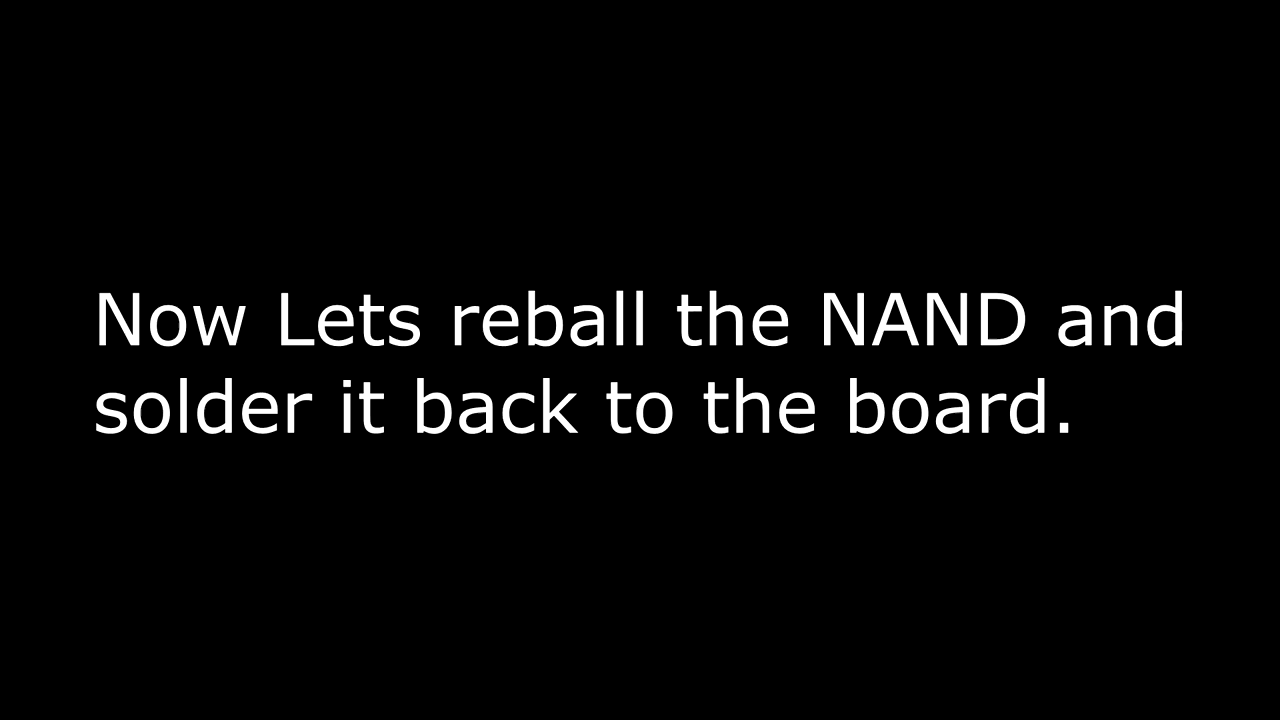 Now Lets reball the NAND and
solder it back to the board.